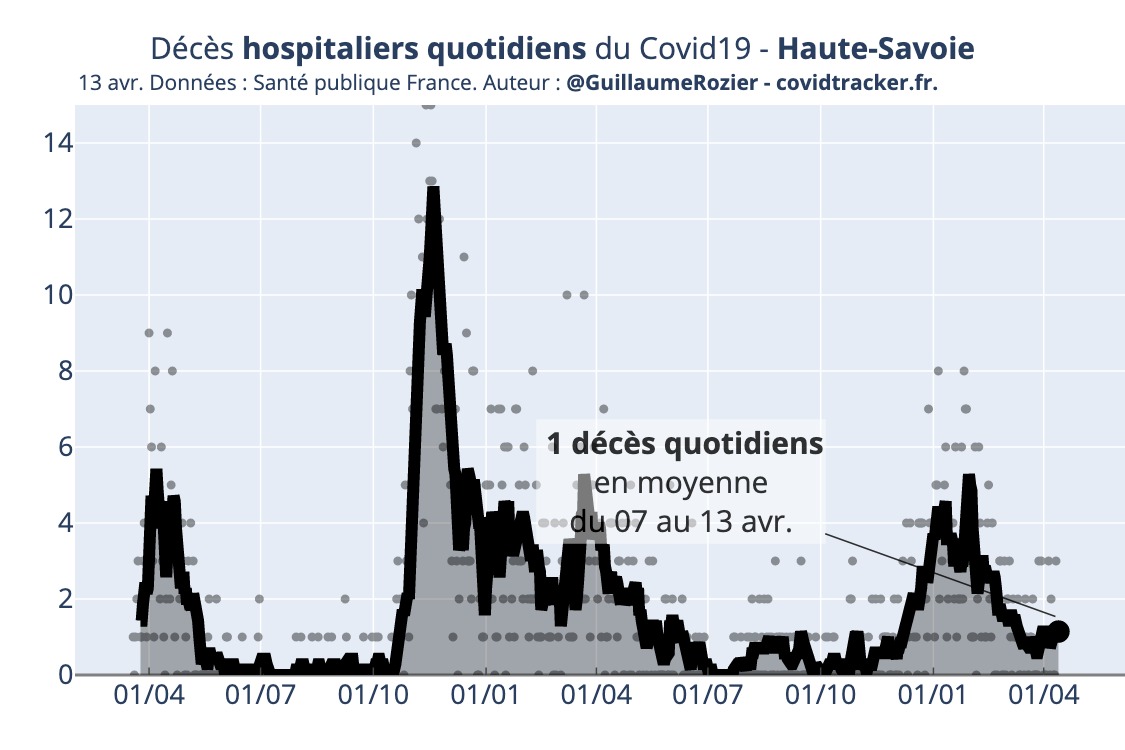 Décès hospitaliers quotidiens du Covid19 - Haute-Savoie
13 avr. Données : Santé publique France. Auteur : @GuillaumeRozier - covidtracker.fr.
14
12
10
8
6
4
2
0
1 décès quotidiens
en moyenne
du 07 au 13 avr.
01/04 01/07 01/10 01/01 01/04 01/07 01/10 01/01 01/04